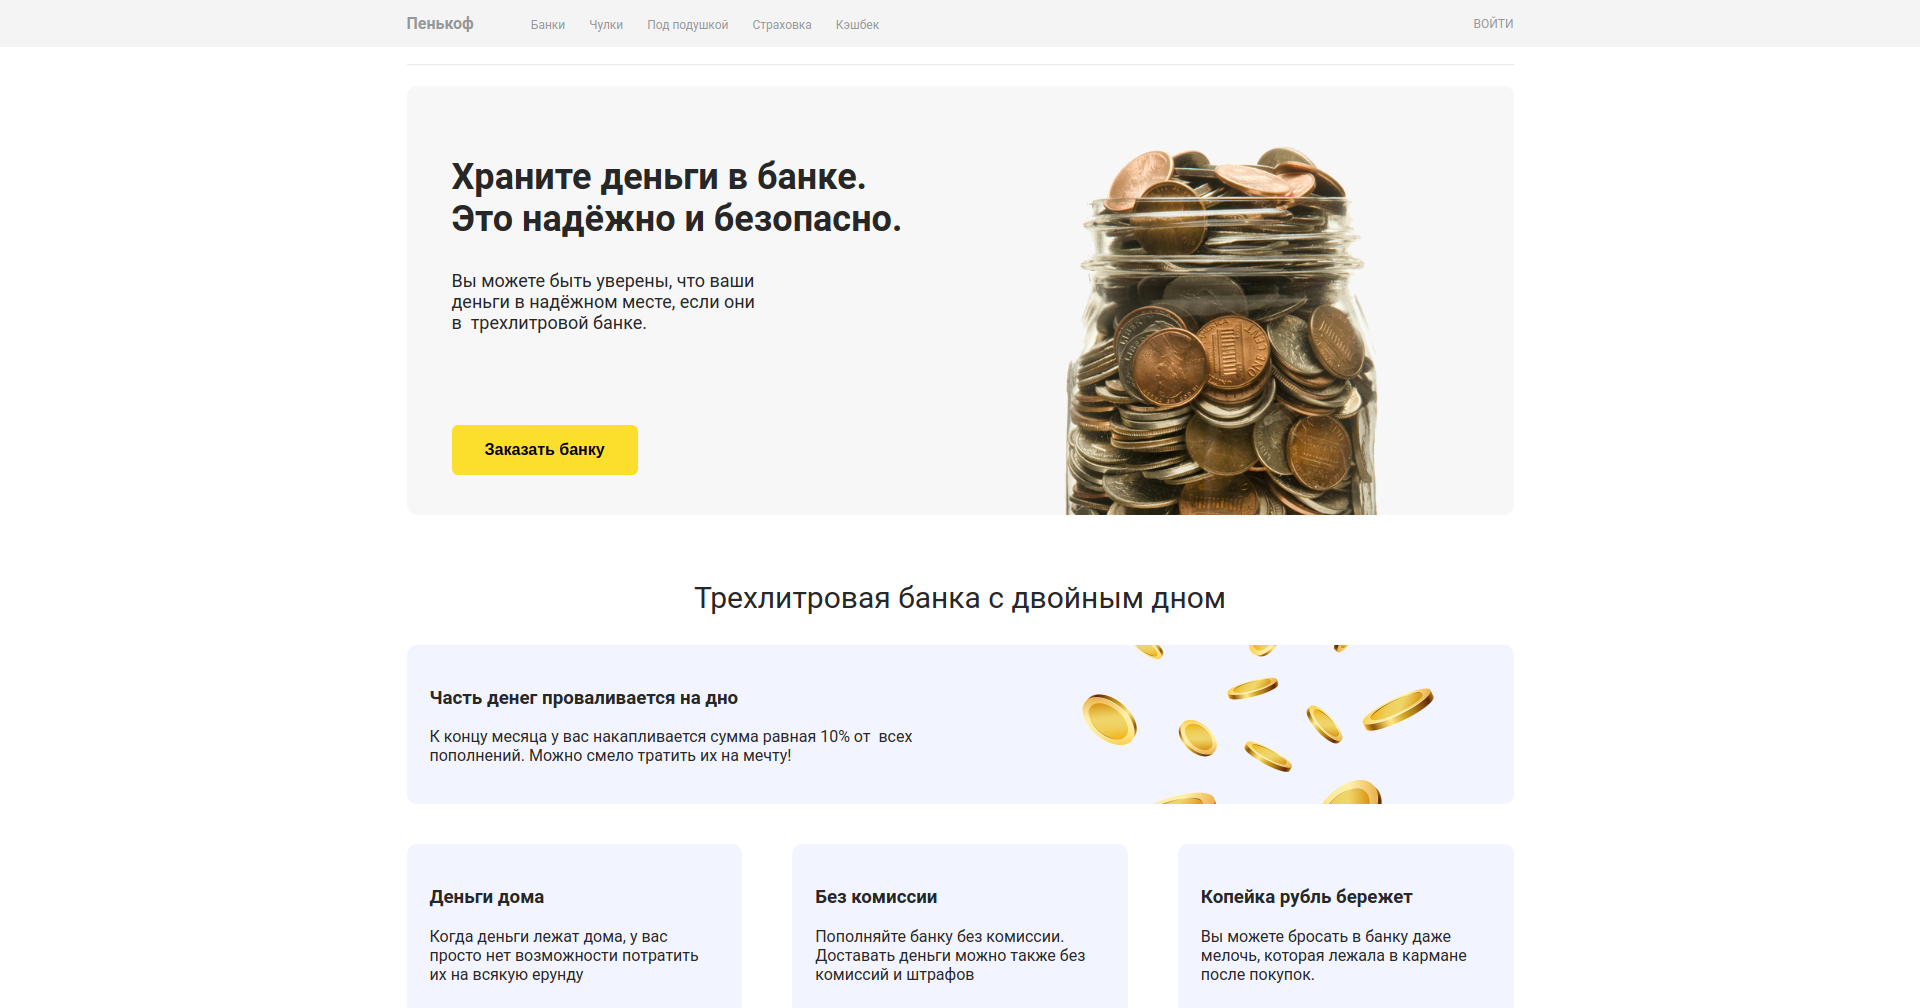 Пенькоф
Банки
Чулки
Под подушкой
Страховка
Кэшбек
ВОЙТИ
Храните деньги в банке.
Это надёжно и безопасно.
Вы можете быть уверены, что ваши
деньги в надёжном месте, если они
в  трехлитровой банке.
Заказать банку
Трехлитровая банка с двойным дном
Часть денег проваливается на дно
К концу месяца у вас накапливается сумма равная 10% от  всех
пополнений. Можно смело тратить их на мечту!
Деньги дома
Когда деньги лежат дома, у вас
просто нет возможности потратить
их на всякую ерунду
Без комиссии
Пополняйте банку без комиссии.
Доставать деньги можно также без
комиссий и штрафов
Копейка рубль бережет
Вы можете бросать в банку даже
мелочь, которая лежала в кармане
после покупок.